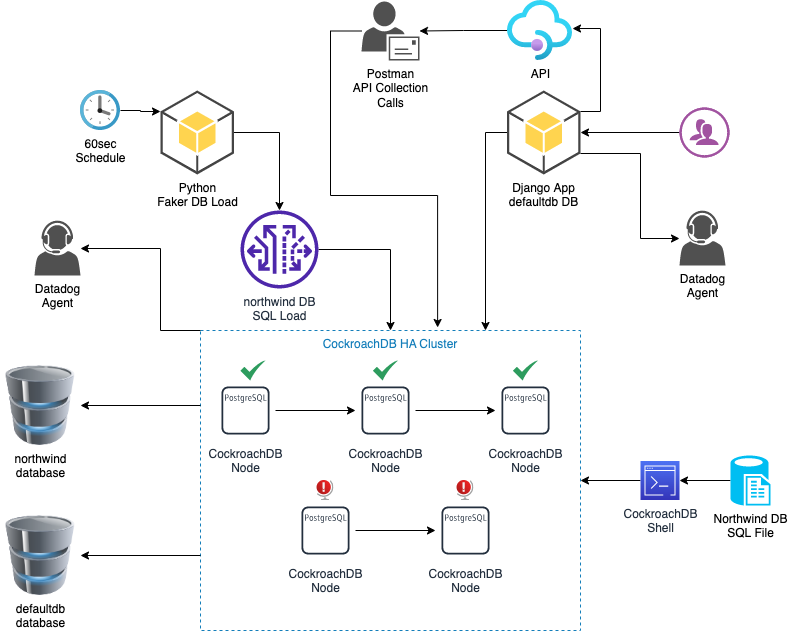 Postman
API Collection
Calls
API
60sec
Schedule
Python
Faker DB Load
Django App
defaultdb DB
Datadog
Agent
Datadog
Agent
northwind DB
SQL Load
CockroachDB HA Cluster
PostgreSQL
PostgreSQL
PostgreSQL
CockroachDB
Node
CockroachDB
Node
CockroachDB
Node
northwind
database
PostgreSQL
PostgreSQL
CockroachDB
Node
CockroachDB
Node
CockroachDB
Shell
Northwind DB
SQL File
defaultdb
database